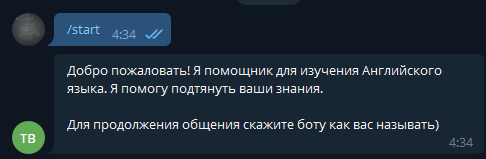 /start 4:34
Добро пожаловать! Я помощник для изучения Английского
языка. Я помогу подтянуть ваши знания.
Для продолжения общения скажите боту как вас называть)
ТВ 4:34